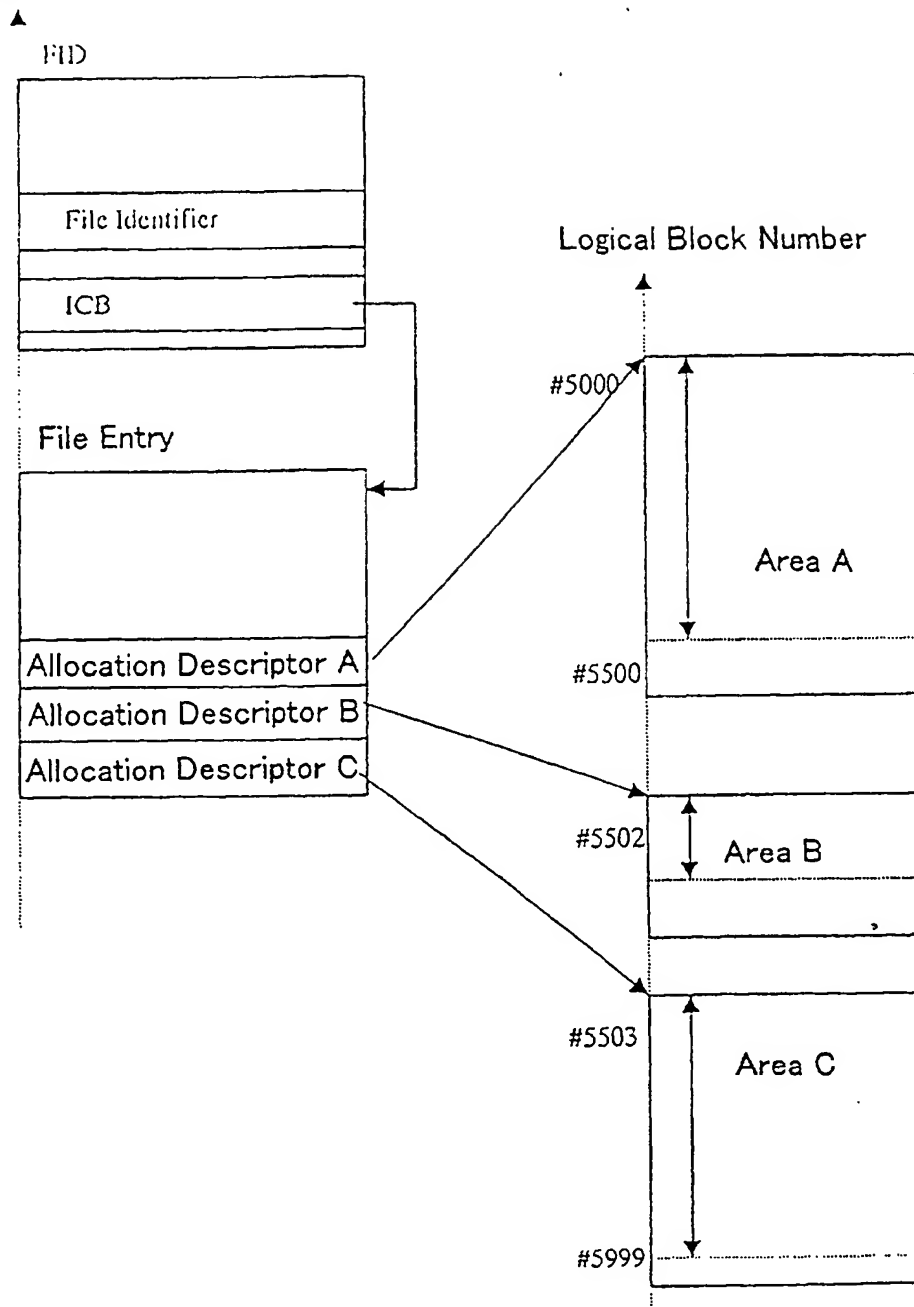 FID
File Identifier
ICB
File Entry
Allocation Descriptor A
Allocation Descriptor B
Allocation Descriptor C
Logical Block Number
#5000
Area A
#5500
#5502
Area B
#5503
Area C
#5999